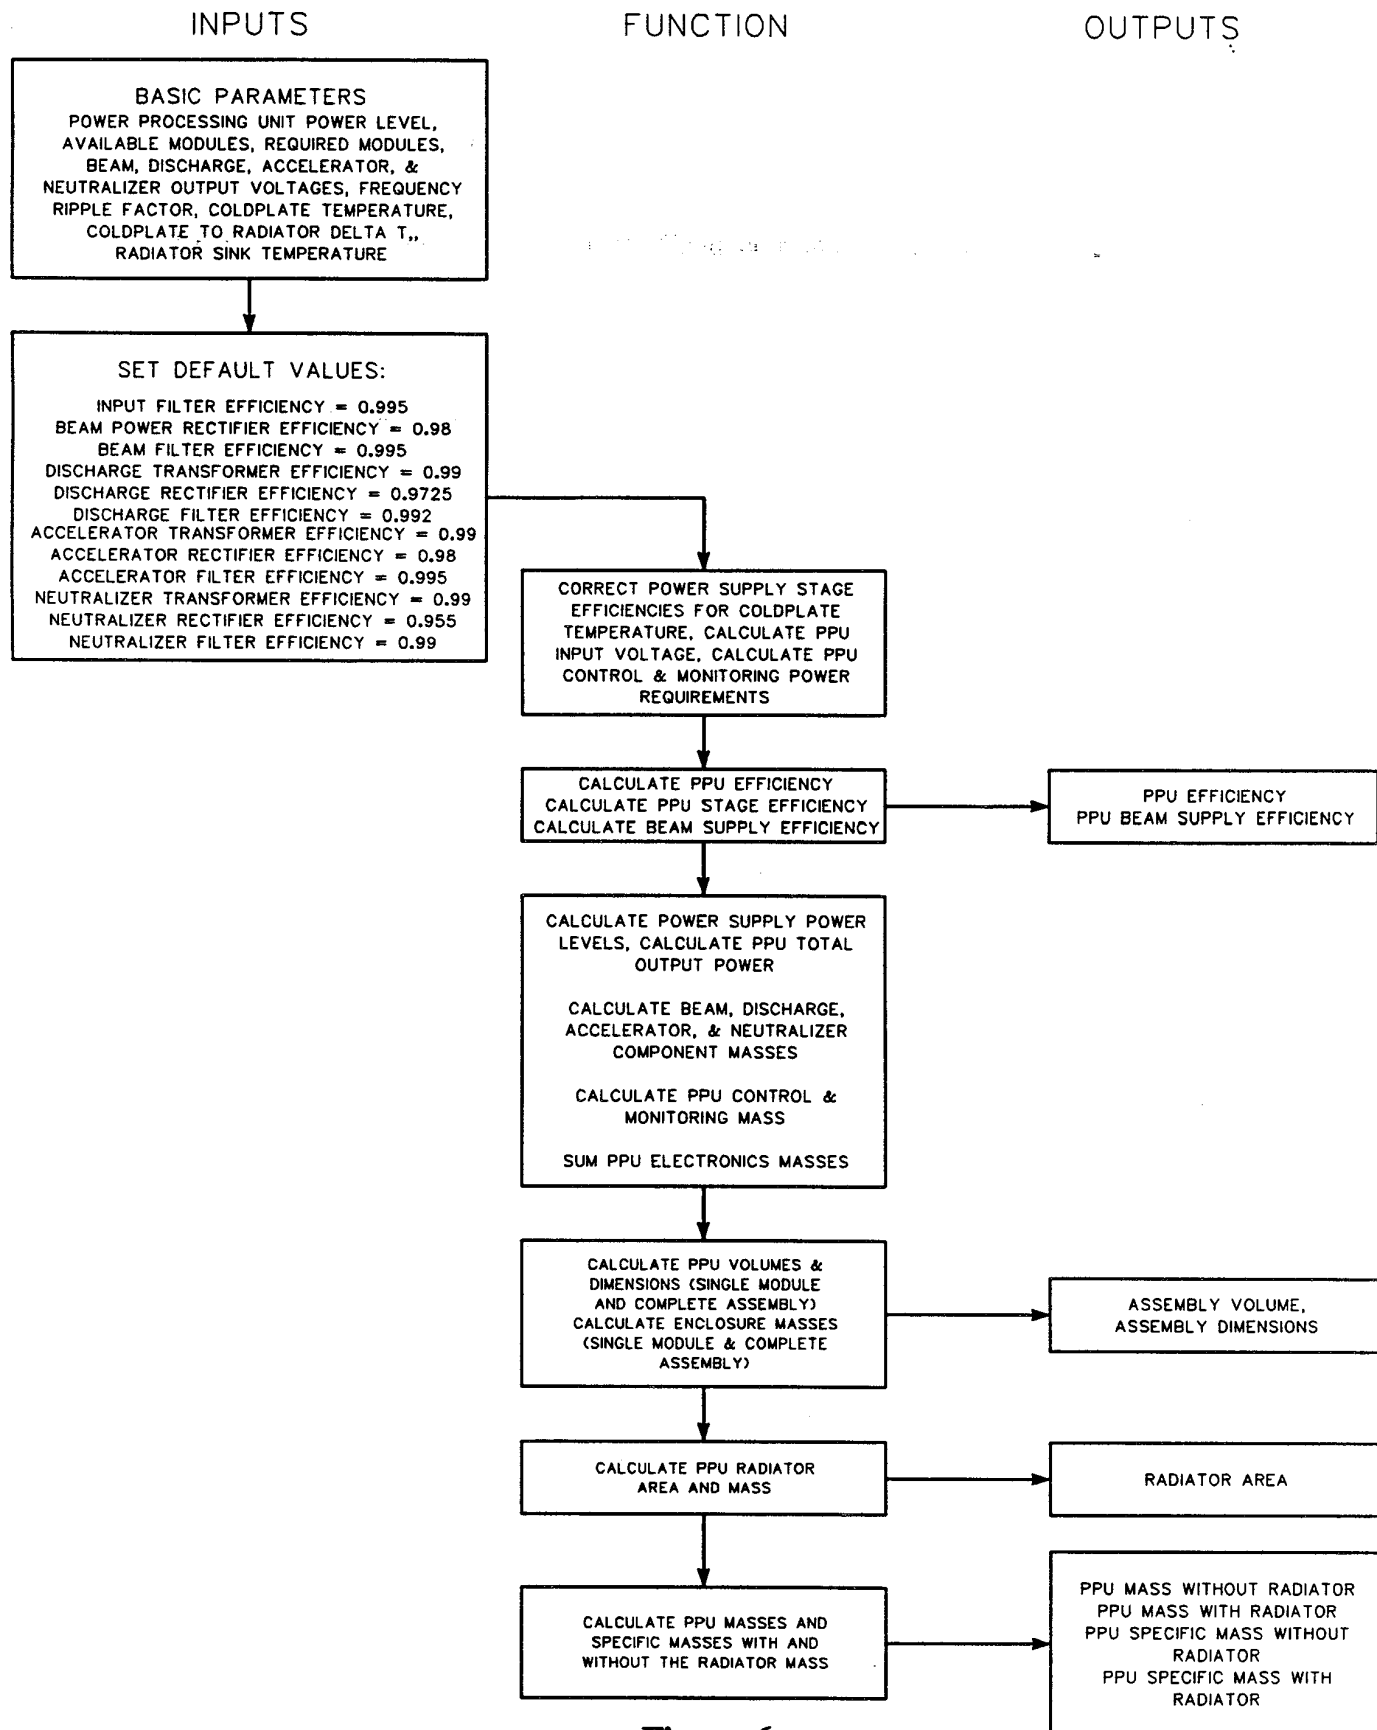 INPUTS
FUNCTION
OUTPUTS
BASIC PARAMETERS
POWER PROCESSING UNIT POWER LEVEL,
AVAILABLE MODULES, REQUIRED MODULES,
BEAM, DISCHARGE, ACCELERATOR, &
NEUTRALIZER OUTPUT VOLTAGES, FREQUENCY
RIPPLE FACTOR, COLDPLATE TEMPERATURE,
COLDPLATE TO RADIATOR DELTA T,,
RADIATOR SINK TEMPERATURE
SET DEFAULT VALUES:
INPUT FILTER EFFICIENCY = 0.995
BEAM POWER RECTIFIER EFFICIENCY = 0.98
BEAM FILTER EFFICIENCY = 0.995
DISCHARGE TRANSFORMER EFFICIENCY = 0.99
DISCHARGE RECTIFIER EFFICIENCY = 0.9725
DISCHARGE FILTER EFFICIENCY = 0.992
ACCELERATOR TRANSFORMER EFFICIENCY = 0.99
ACCELERATOR RECTIFIER EFFICIENCY = 0.98
ACCELERATOR FILTER EFFICIENCY = 0.995
NEUTRALIZER TRANSFORMER EFFICIENCY = 0.99
NEUTRALIZER RECTIFIER EFFICIENCY = 0.955
NEUTRALIZER FILTER EFFICIENCY = 0.99
CORRECT POWER SUPPLY STAGE
EFFICIENCIES FOR COLDPLATE
TEMPERATURE, CALCULATE PPU
INPUT VOLTAGE, CALCULATE PPU
CONTROL & MONITORING POWER
REQUIREMENTS
CALCULATE PPU EFFICIENCY
CALCULATE PPU STAGE EFFICIENCY
CALCULATE BEAM SUPPLY EFFICIENCY
PPU EFFICIENCY
PPU BEAM SUPPLY EFFICIENCY
CALCULATE POWER SUPPLY POWER
LEVELS, CALCULATE PPU TOTAL
OUTPUT POWER
CALCULATE BEAM, DISCHARGE,
ACCELERATOR, & NEUTRALIZER
COMPONENT MASSES
CALCULATE PPU CONTROL &
MONITORING MASS
SUM PPU ELECTRONICS MASSES
CALCULATE PPU VOLUMES &
DIMENSIONS (SINGLE MODULE
AND COMPLETE ASSEMBLY)
CALCULATE ENCLOSURE MASSES
(SINGLE MODULE & COMPLETE
ASSEMBLY)
ASSEMBLY VOLUME,
ASSEMBLY DIMENSIONS
CALCULATE PPU RADIATOR
AREA AND MASS
RADIATOR AREA
CALCULATE PPU MASSES AND
SPECIFIC MASSES WITH AND
WITHOUT THE RADIATOR MASS
PPU MASS WITHOUT RADIATOR
PPU MASS WITH RADIATOR
PPU SPECIFIC MASS WITHOUT
RADIATOR
PPU SPECIFIC MASS WITH
RADIATOR